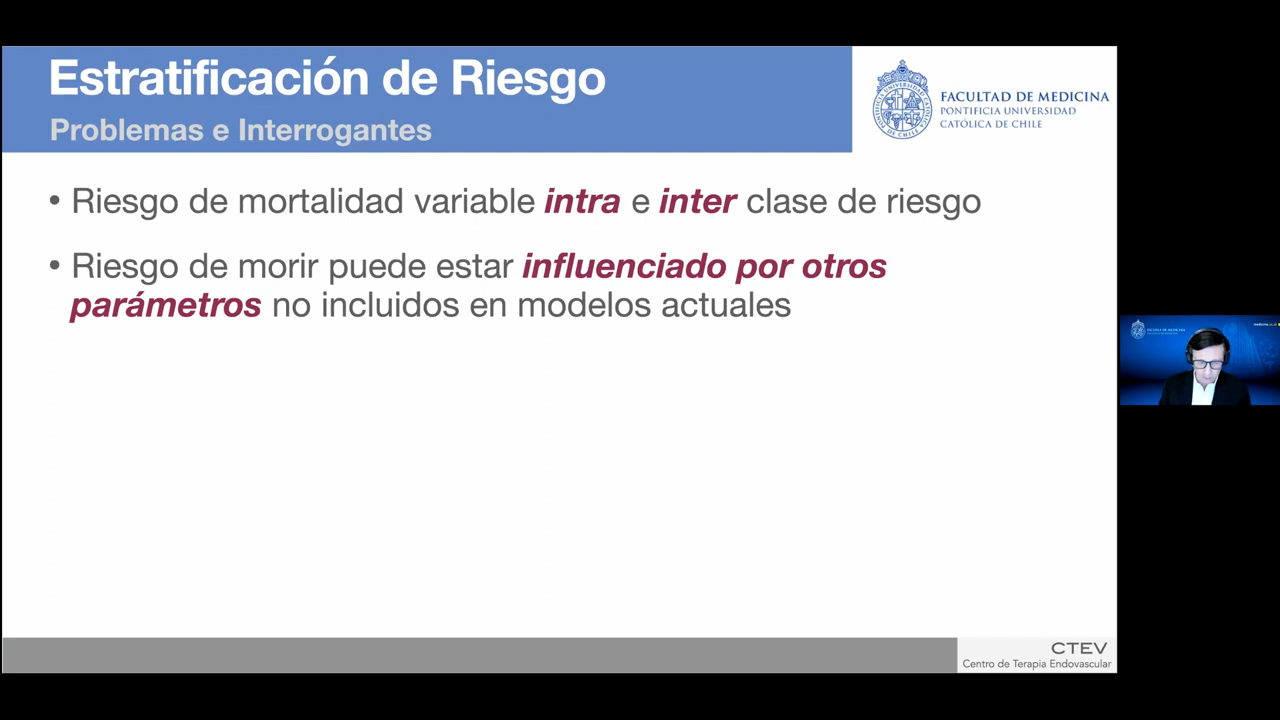 Estratificación de Riesgo
Problemas e Interrogantes
FACULTAD DE MEDICINA
PONTIFICIA UNIVERSIDAD
CATÓLICA DE CHILE
• Riesgo de mortalidad variable intra e inter clase de riesgo
• Riesgo de morir puede estar influenciado por otros
parámetros no incluidos en modelos actuales
CTEV
Centro de Terapia Endovascular